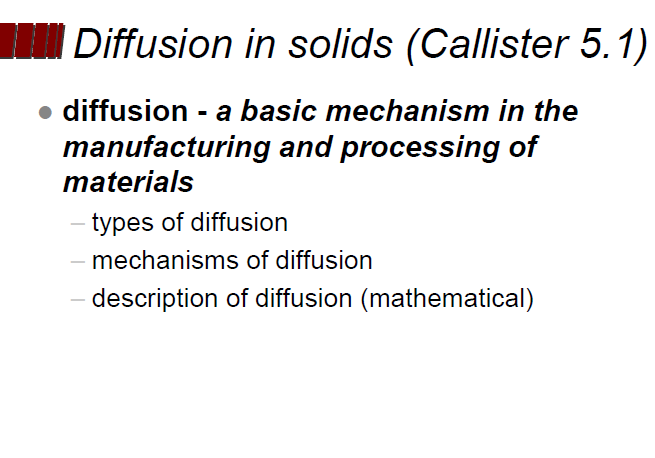 Diffusion in solids (Callister 5.1)
● diffusion - a basic mechanism in the
manufacturing and processing of
materials
– types of diffusion
– mechanisms of diffusion
– description of diffusion (mathematical)